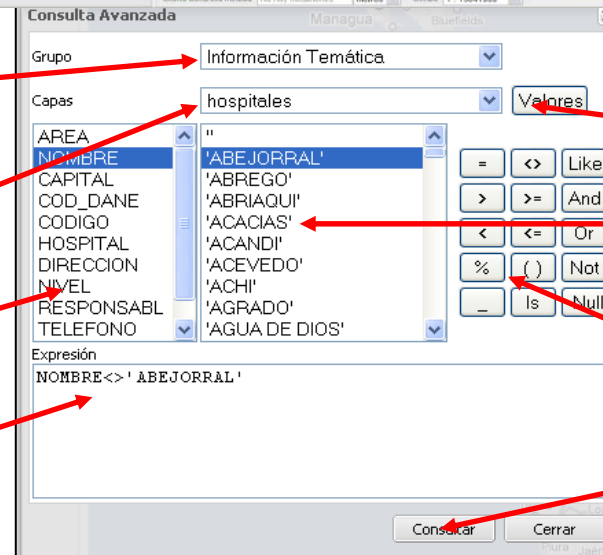 Managua
Bluefields
Consulta Avanzada
Grupo
Información Temática
Capas
hospitales
Valores
AREA
NOMBRE
CAPITAL
COD_DANE
CODIGO
HOSPITAL
DIRECCION
NIVEL
RESPONSABL
TELEFONO
''
'ABEJORRAL'
'ABREGO'
'ABRIAQUI'
'ACACIAS'
'ACANDI'
'ACEVEDO'
'ACHI'
'AGRADO'
'AGUA DE DIOS'
= <> Like
> >= And
< <= Or
% ( ) Not
_ Is Null
Expresión
NOMBRE<>'ABEJORRAL'
Consultar
Cerrar